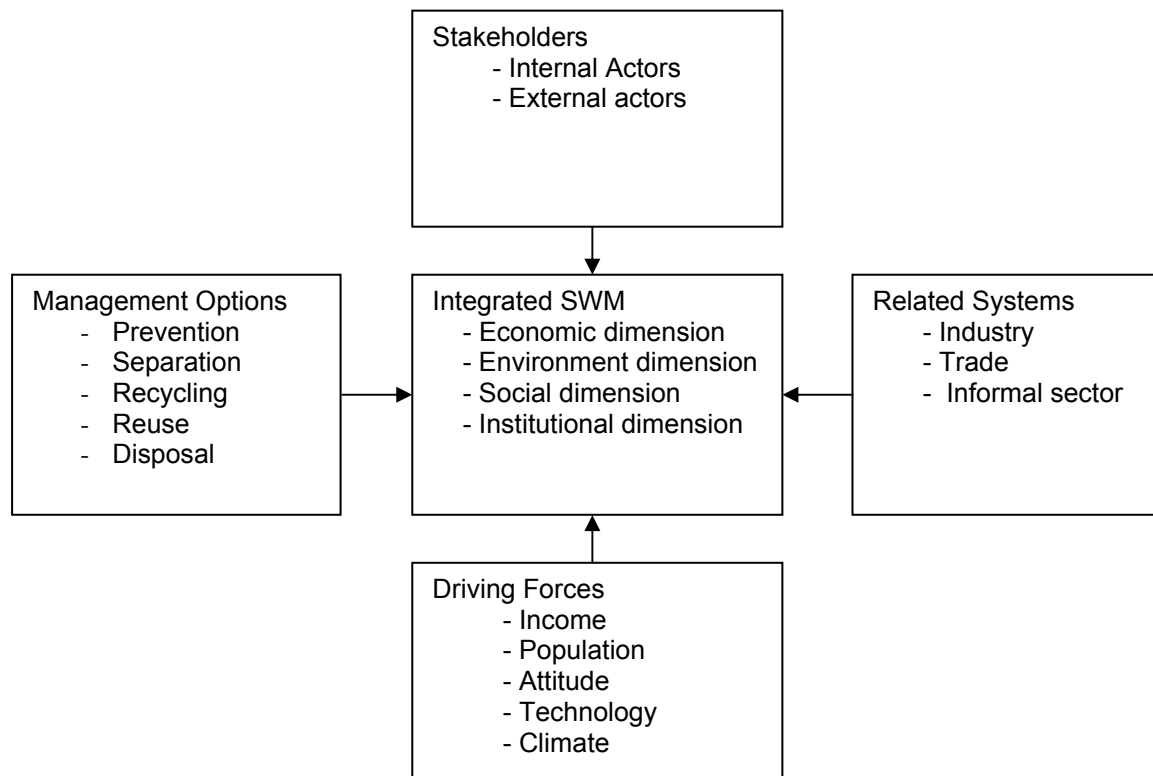 Stakeholders
- Internal Actors
- External actors
Management Options
- Prevention
- Separation
- Recycling
- Reuse
- Disposal
Integrated SWM
- Economic dimension
- Environment dimension
- Social dimension
- Institutional dimension
Related Systems
- Industry
- Trade
- Informal sector
Driving Forces
- Income
- Population
- Attitude
- Technology
- Climate